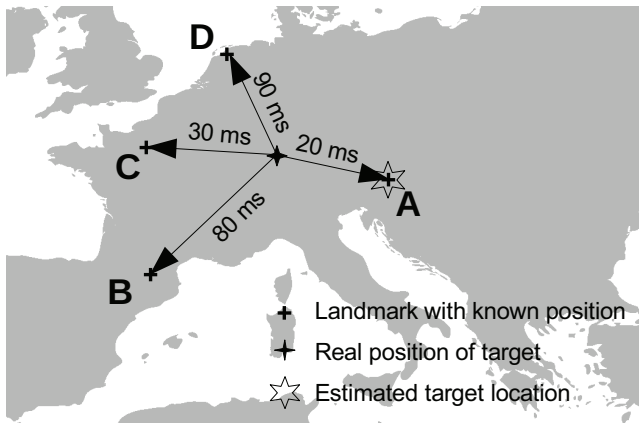 D
90 ms
30 ms
20 ms
C
A
80 ms
B
Landmark with known position
Real position of target
Estimated target location